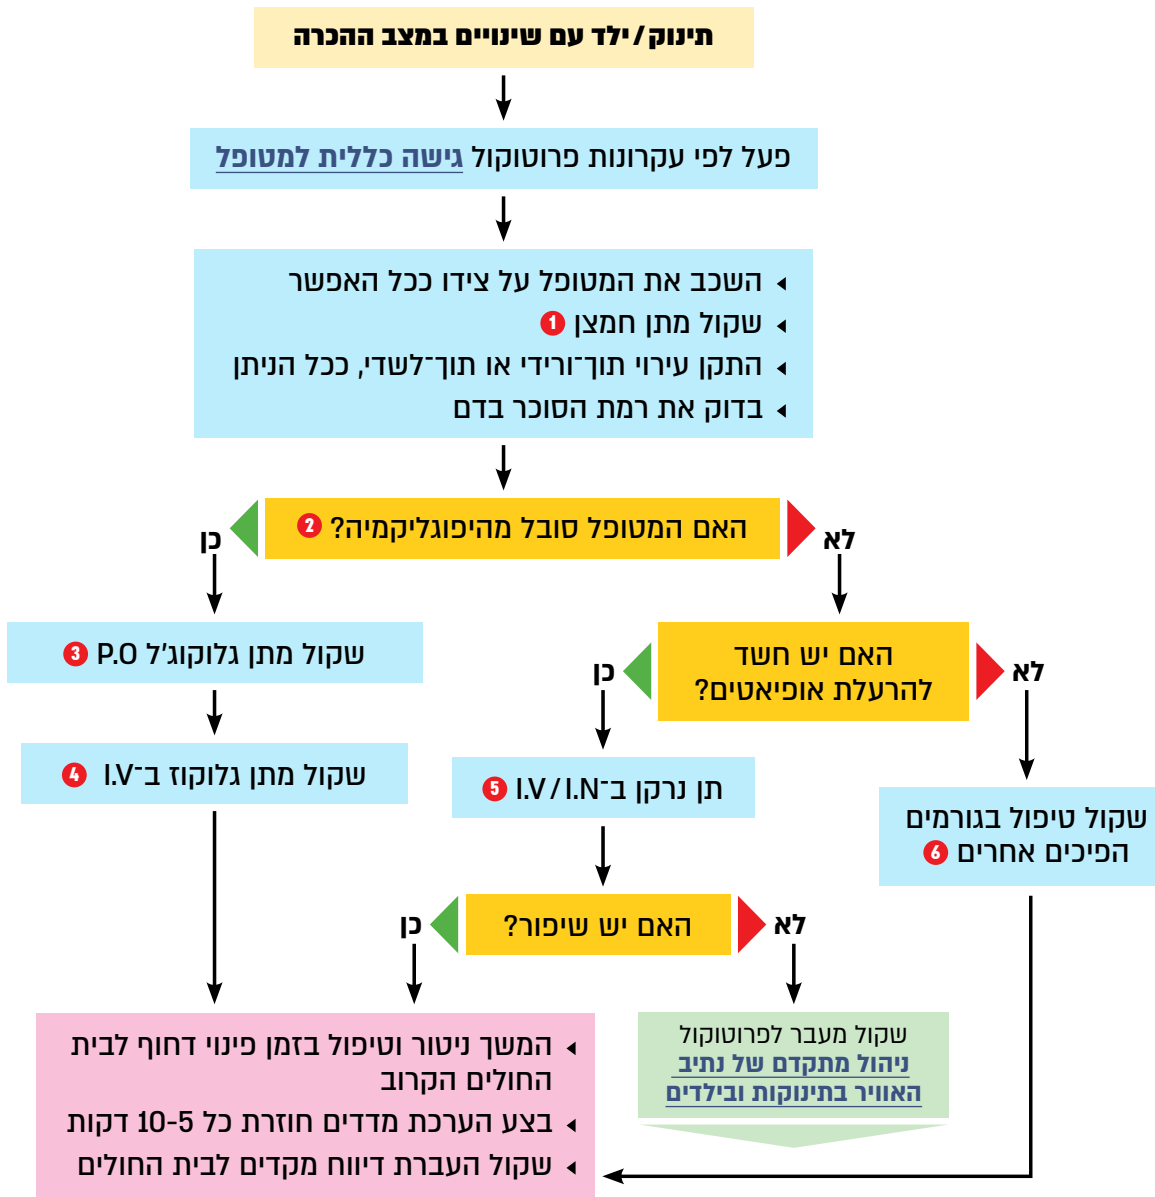 תינוק/ילד עם שינויים במצב ההכרה
פעל לפי עקרונות פרוטוקול גישה כללית למטופל
השכב את המטופל על צידו ככל האפשר
שקול מתן חמצן 1
התקן עירוי תוך־ורידי או תוך־לשדי, ככל הניתן
בדוק את רמת הסוכר בדם
האם המטופל סובל מהיפוגליקמיה? 2
לא
כן
שקול מתן גלוקוג'ל P.O 3
שקול מתן גלוקוז ב־I.V 4
האם יש חשד
להרעלת אופיאטים?
לא
כן
תן נרקן ב־I.V/I.N 5
שקול טיפול בגורמים
הפיכים אחרים 6
האם יש שיפור?
לא
כן
שקול מעבר לפרוטוקול
ניהול מתקדם של נתיב
האוויר בתינוקות ובילדים
המשך ניטור וטיפול בזמן פינוי דחוף לבית
החולים הקרוב
בצע הערכת מדדים חוזרת כל 10-5 דקות
שקול העברת דיווח מקדים לבית החולים